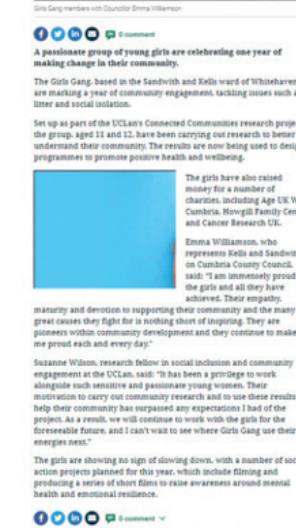 Girls Gang members with Councillor Emma Williamson
0 comment
A passionate group of young girls are celebrating one year of
making change in their community.
The Girls Gang, based in the Sandwith and Kells ward of Whitehaven
are marking a year of community engagement, tackling issues such
litter and social isolation.
Set up as part of the UCLan's Connected Communities research
the group, aged 11 and 12, have been carrying out research to better
understand their community. The results are now being used to
programmes to promote positive health and wellbeing.
The girls have also raised
money for a number of
charities, including Age UK
Cumbria, Howgill Family
and Cancer Research UK.
Emma Williamson, who
represents Kells and
on Cumbria County Council,
said: "I am immensely proud
the girls and all they have
achieved. Their empathy,
maturity and devotion to supporting their community and the many
great causes they fight for is nothing short of inspiring. They are
pioneers within community development and they continue to make
me proud each and every day."
Suzanne Wilson, research fellow in social inclusion and community
engagement at the UCLan, said: "It has been a privilege to work
alongside such sensitive and passionate young women. Their
motivation to carry out community research and to use these results
help their community has surpassed any expectations I had of the
project. As a result, we will continue to work with the girls for the
foreseeable future, and I can't wait to see where Girls Gang use their
energies next."
The girls are showing no sign of slowing down, with a number of
action projects planned for this year, which include filming and
producing a series of short films to raise awareness around mental
health and emotional resilience.
0 comment